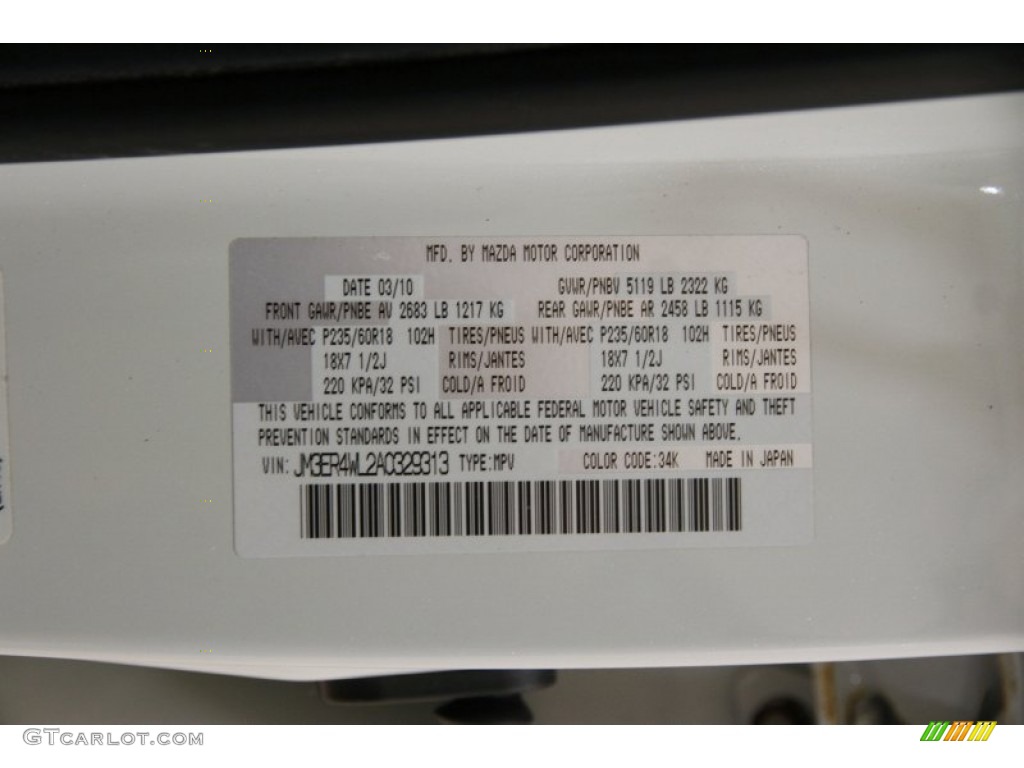 MFD. BY MAZDA MOTOR CORPORATION
DATE 03/10 GVWR/PNBV 5119 LB 2322 KG
FRONT GAWR/PNBE AV 2683 LB 1217 KG REAR GAWR/PNBE AR 2458 LB 1115 KG
WITH/AVEC P235/60R18 102H TIRES/PNEUS WITH/AVEC P235/60R18 102H TIRES/PNEUS
18X7 1/2J RIMS/JANTES 18X7 1/2J RIMS/JANTES
220 KPA/32 PSI COLD/A FROID 220 KPA/32 PSI COLD/A FROID
THIS VEHICLE CONFORMS TO ALL APPLICABLE FEDERAL MOTOR VEHICLE SAFETY AND THEFT
PREVENTION STANDARDS IN EFFECT ON THE DATE OF MANUFACTURE SHOWN ABOVE.
VIN: JM3ER4WL2A0329313 TYPE:MPV COLOR CODE:34K MADE IN JAPAN
GTCarLot.com